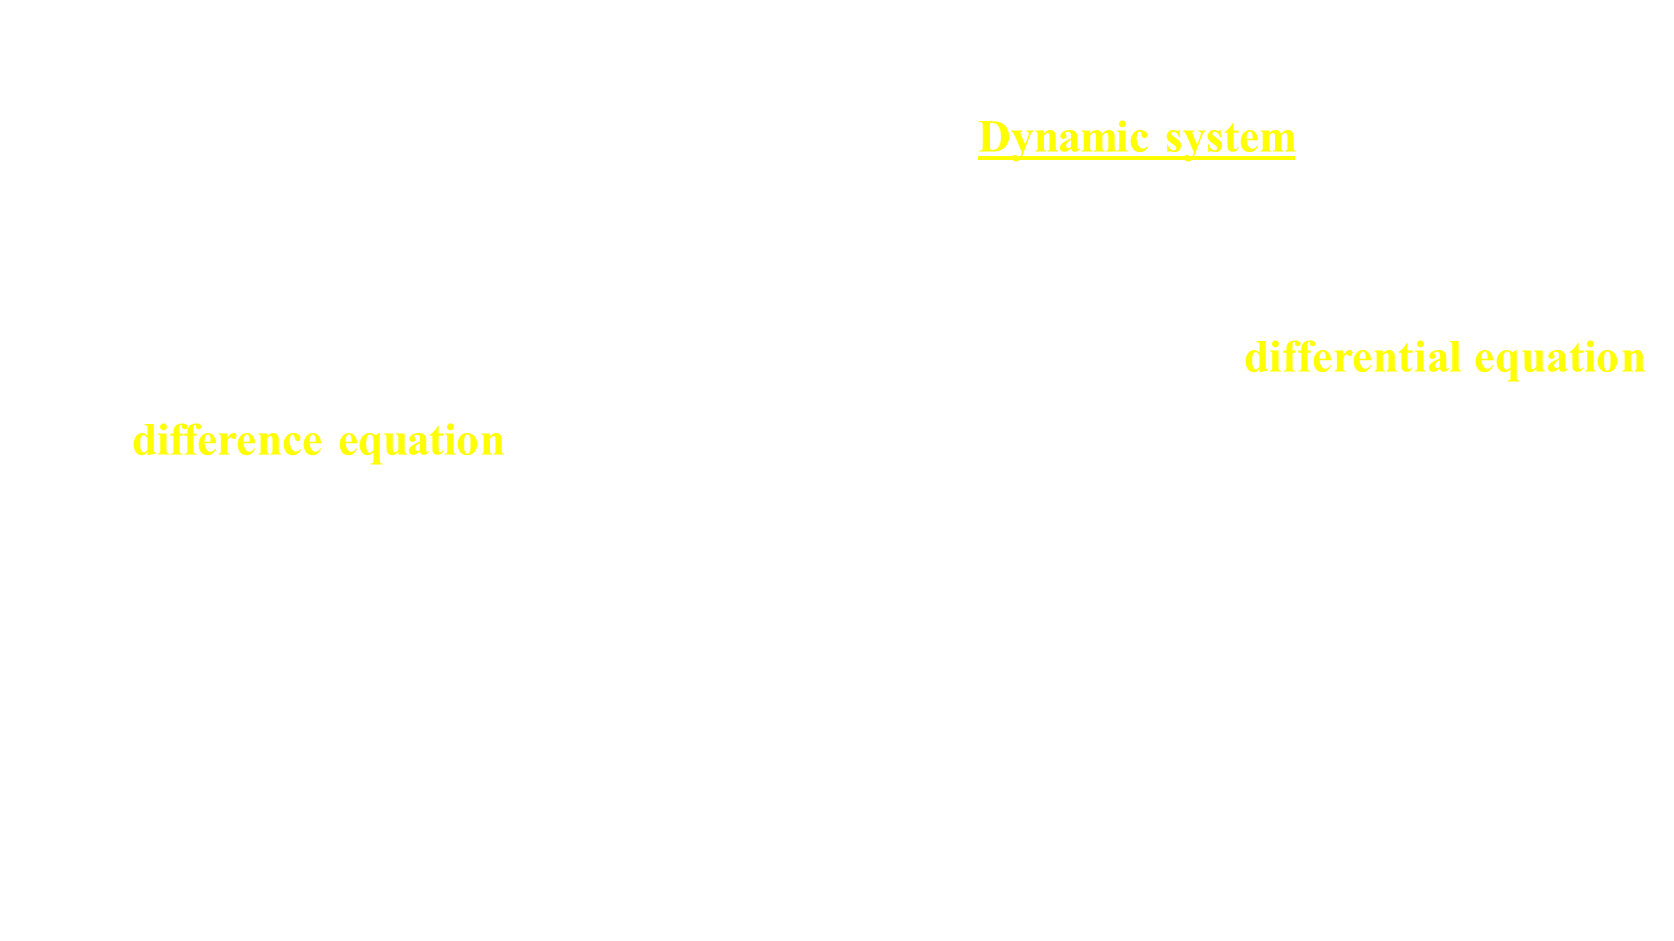 Dynamic system
differential equation
difference equation